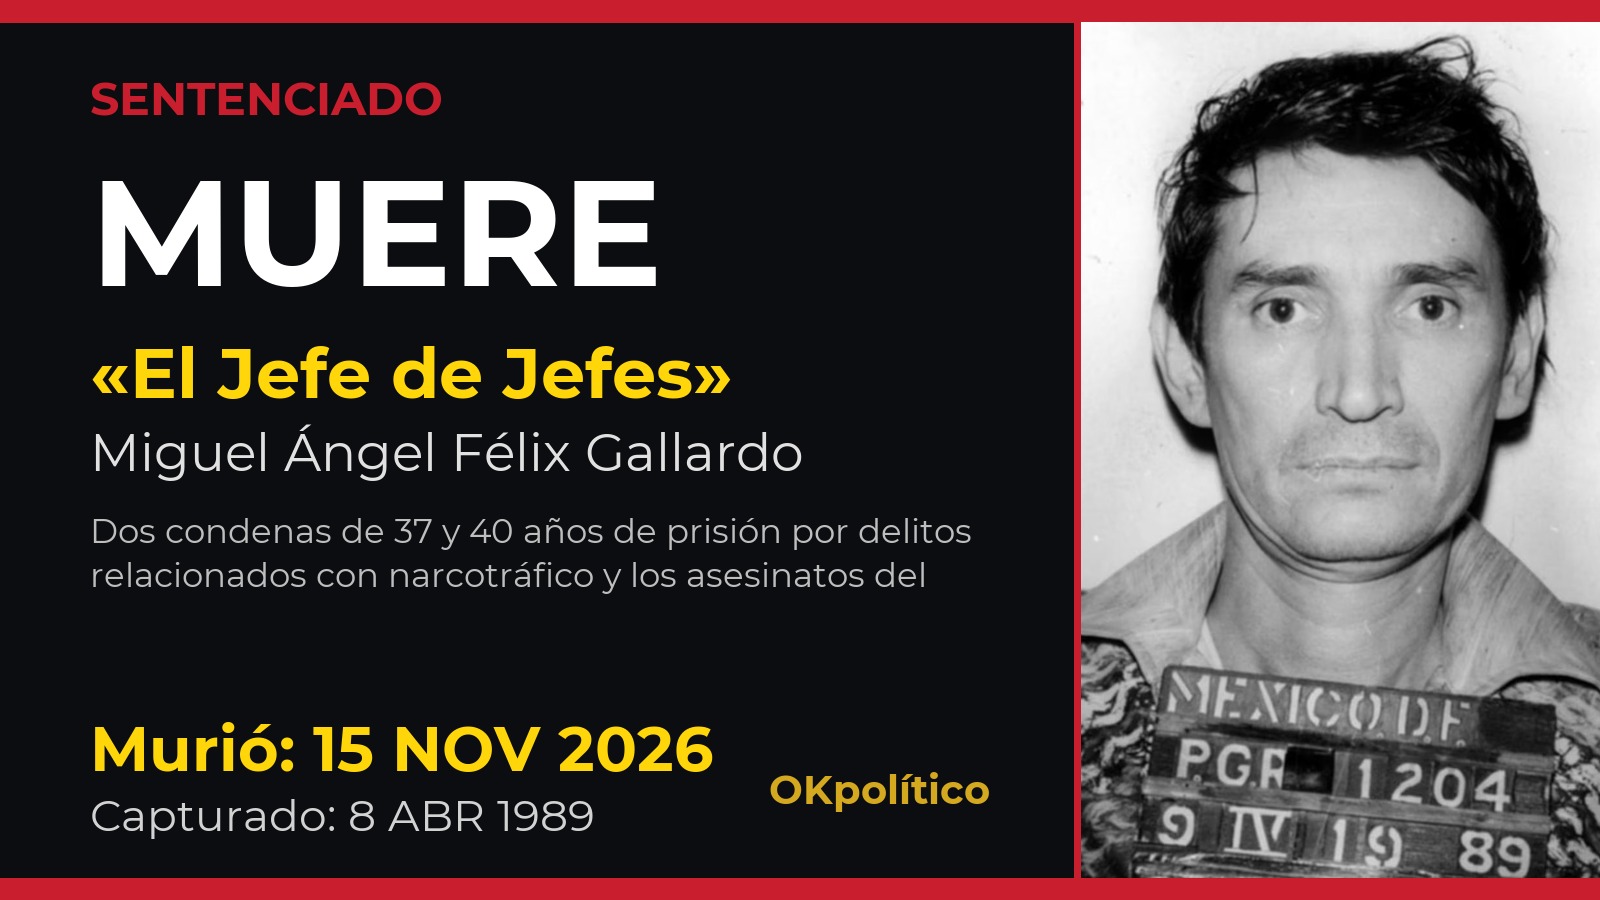 SENTENCIADO
MUERE
«El Jefe de Jefes»
Miguel Ángel Félix Gallardo
Dos condenas de 37 y 40 años de prisión por delitos
relacionados con narcotráfico y los asesinatos del
Murió: 15 NOV 2026
OKpolítico
Capturado: 8 ABR 1989
MEXICO.D.F.
P.G.R 1204
9 IV 19 89